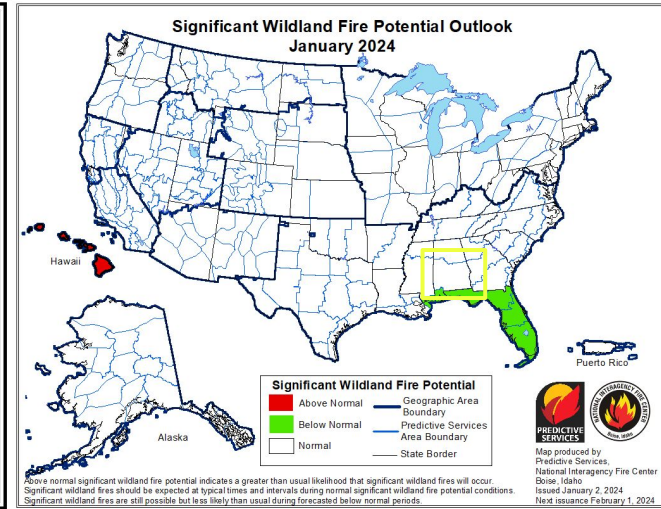 Significant Wildland Fire Potential Outlook
January 2024
Hawaii
Alaska
Puerto Rico
Significant Wildland Fire Potential
Above Normal
Below Normal
Normal
Geographic Area
Boundary
Predictive Services
Area Boundary
State Border
PREDICTIVE
SERVICES
NATIONAL INTERAGENCY FIRE CENTER
Boise, Idaho
Map produced by
Predictive Services,
National Interagency Fire Center
Boise, Idaho
Issued January 2, 2024
Next issuance February 1, 2024
Above normal significant wildland fire potential indicates a greater than usual likelihood that significant wildland fires will occur.
Significant wildland fires should be expected at typical times and intervals during normal significant wildland fire potential conditions.
Significant wildland fires are still possible but less likely than usual during forecasted below normal periods.